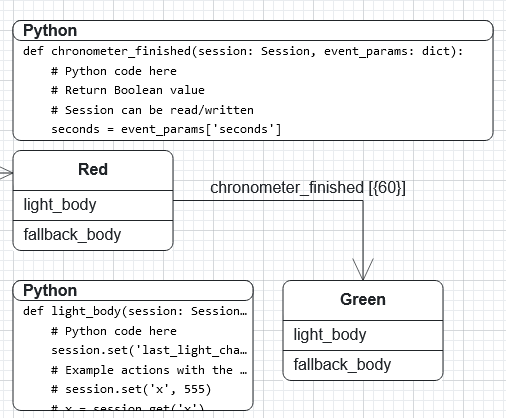 Python
def chronometer_finished(session: Session, event_params: dict):
# Python code here
# Return Boolean value
# Session can be read/written
seconds = event_params['seconds']
Red
light_body
fallback_body
chronometer_finished [{60}]
Python
def light_body(session: Session…
# Python code here
session.set('last_light_cha…
# Example actions with the …
# session.set('x', 555)
# x = session.get('x')
Green
light_body
fallback_body